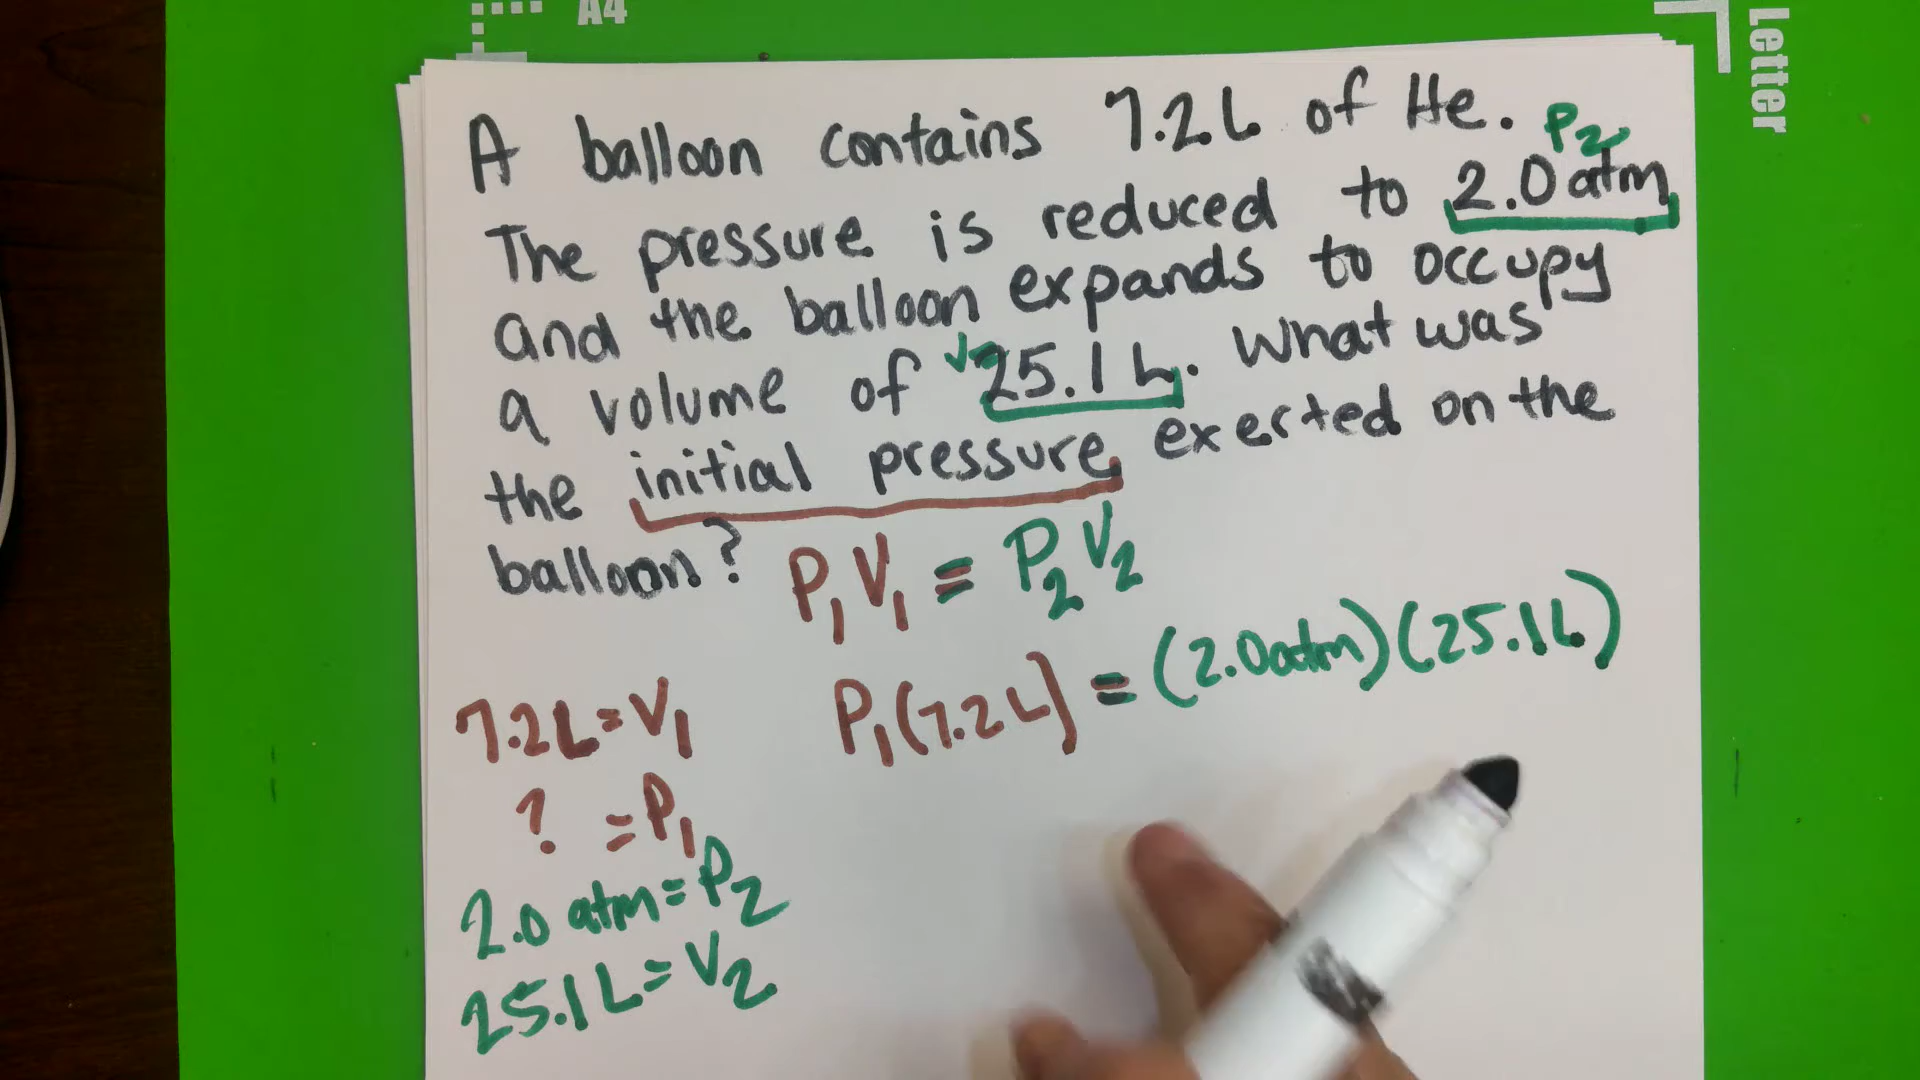 A4
Letter
A balloon contains 7.2L of He.
P2
The pressure is reduced to 2.0 atm
and the balloon expands to occupy
a volume of V 25.1 L. What was
the initial pressure exerted on the
balloon?
P₁V₁ = P₂V₂
P₁(7.2L) = (2.0atm)(25.1L)
7.2L=V₁
? =P₁
2.0 atm=P₂
25.1L=V₂